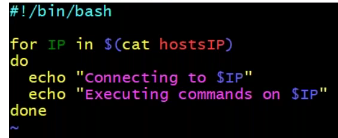 #!/bin/bash

for IP in $(cat hostsIP)
do
  echo "Connecting to $IP"
  echo "Executing commands on $IP"
done
~